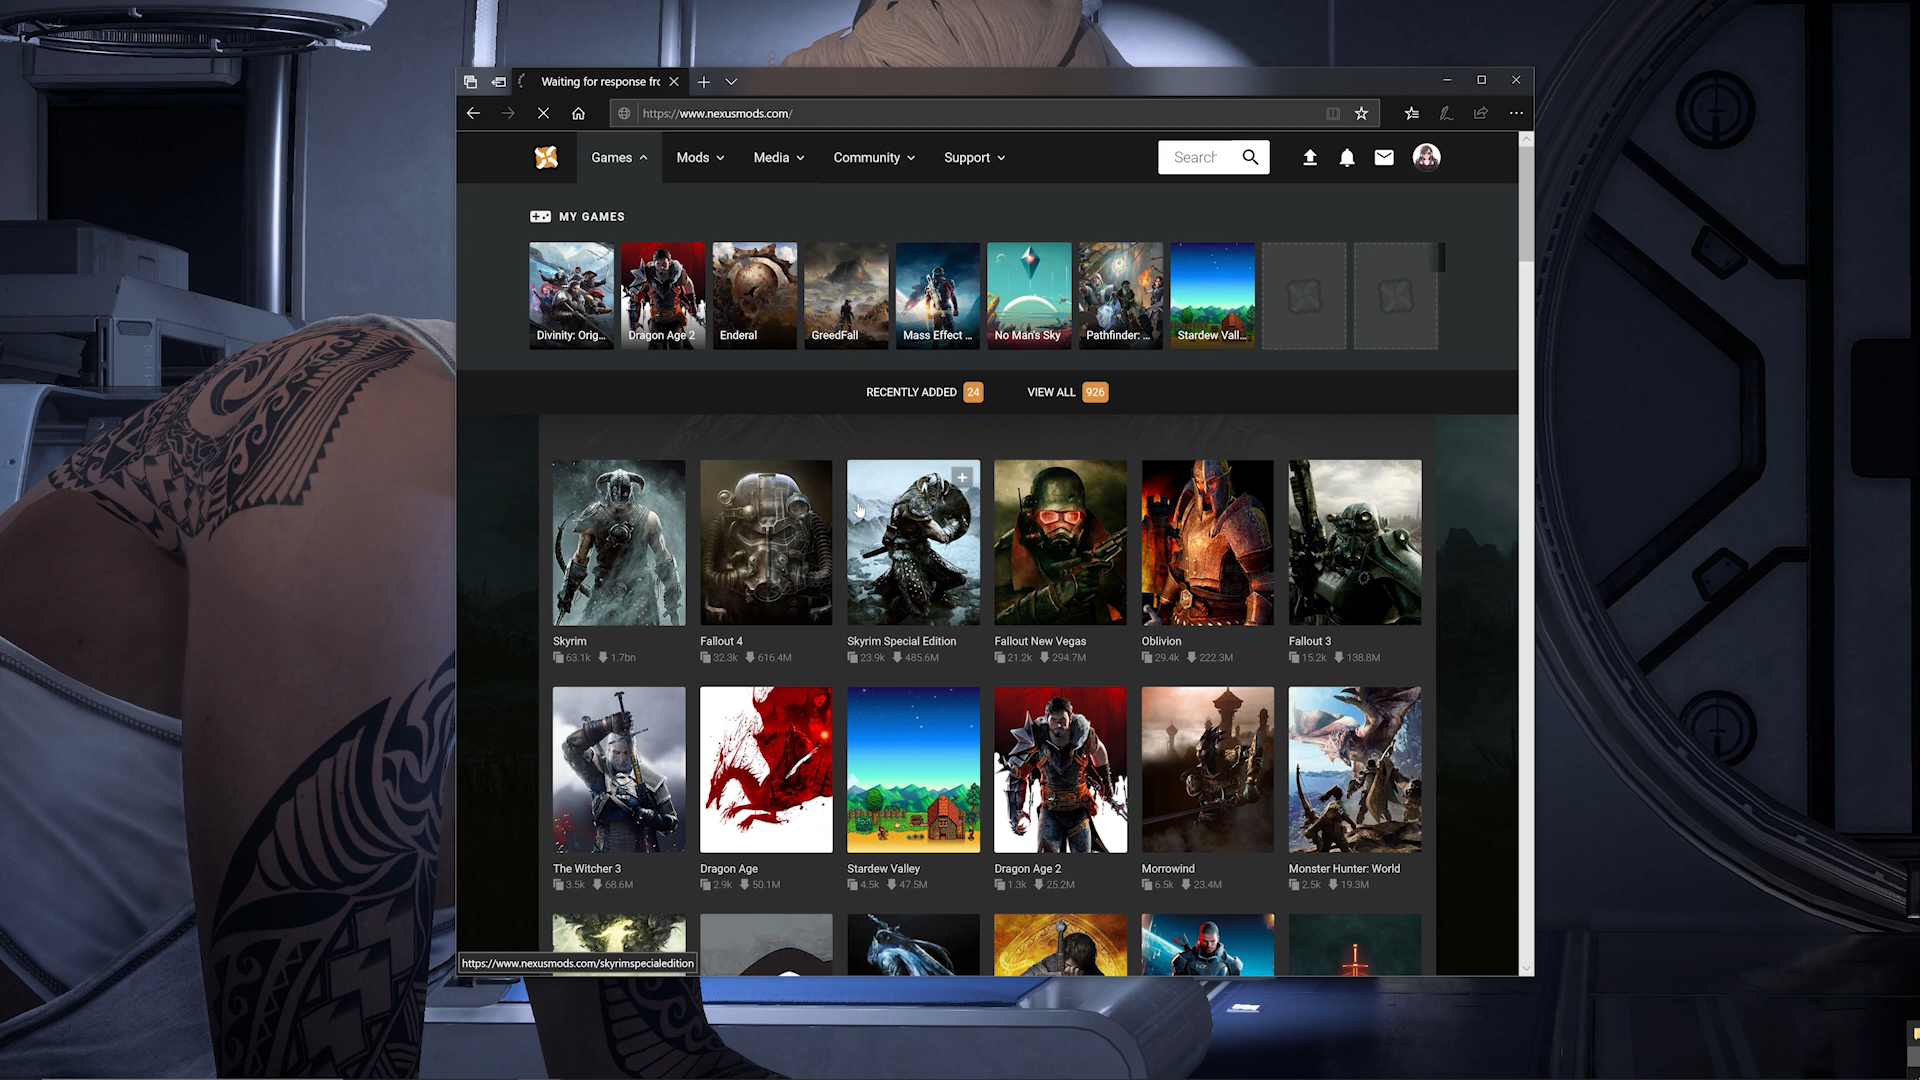 Waiting for response frc
https://www.nexusmods.com/
Games
Mods
Media
Community
Support
Search
MY GAMES
Divinity: Orig...
Dragon Age 2
Enderal
GreedFall
Mass Effect ...
No Man's Sky
Pathfinder: ...
Stardew Vall...
RECENTLY ADDED 24
VIEW ALL 926
Skyrim
Fallout 4
Skyrim Special Edition
Fallout New Vegas
Oblivion
Fallout 3
63.1k 1.7bn
32.3k 616.4M
23.9k 485.6M
21.2k 294.7M
29.4k 222.3M
15.2k 138.8M
The Witcher 3
Dragon Age
Stardew Valley
Dragon Age 2
Morrowind
Monster Hunter: World
3.5k 68.6M
2.9k 50.1M
4.5k 47.5M
1.3k 25.2M
6.5k 23.4M
2.5k 19.3M
https://www.nexusmods.com/skyrimspecialedition